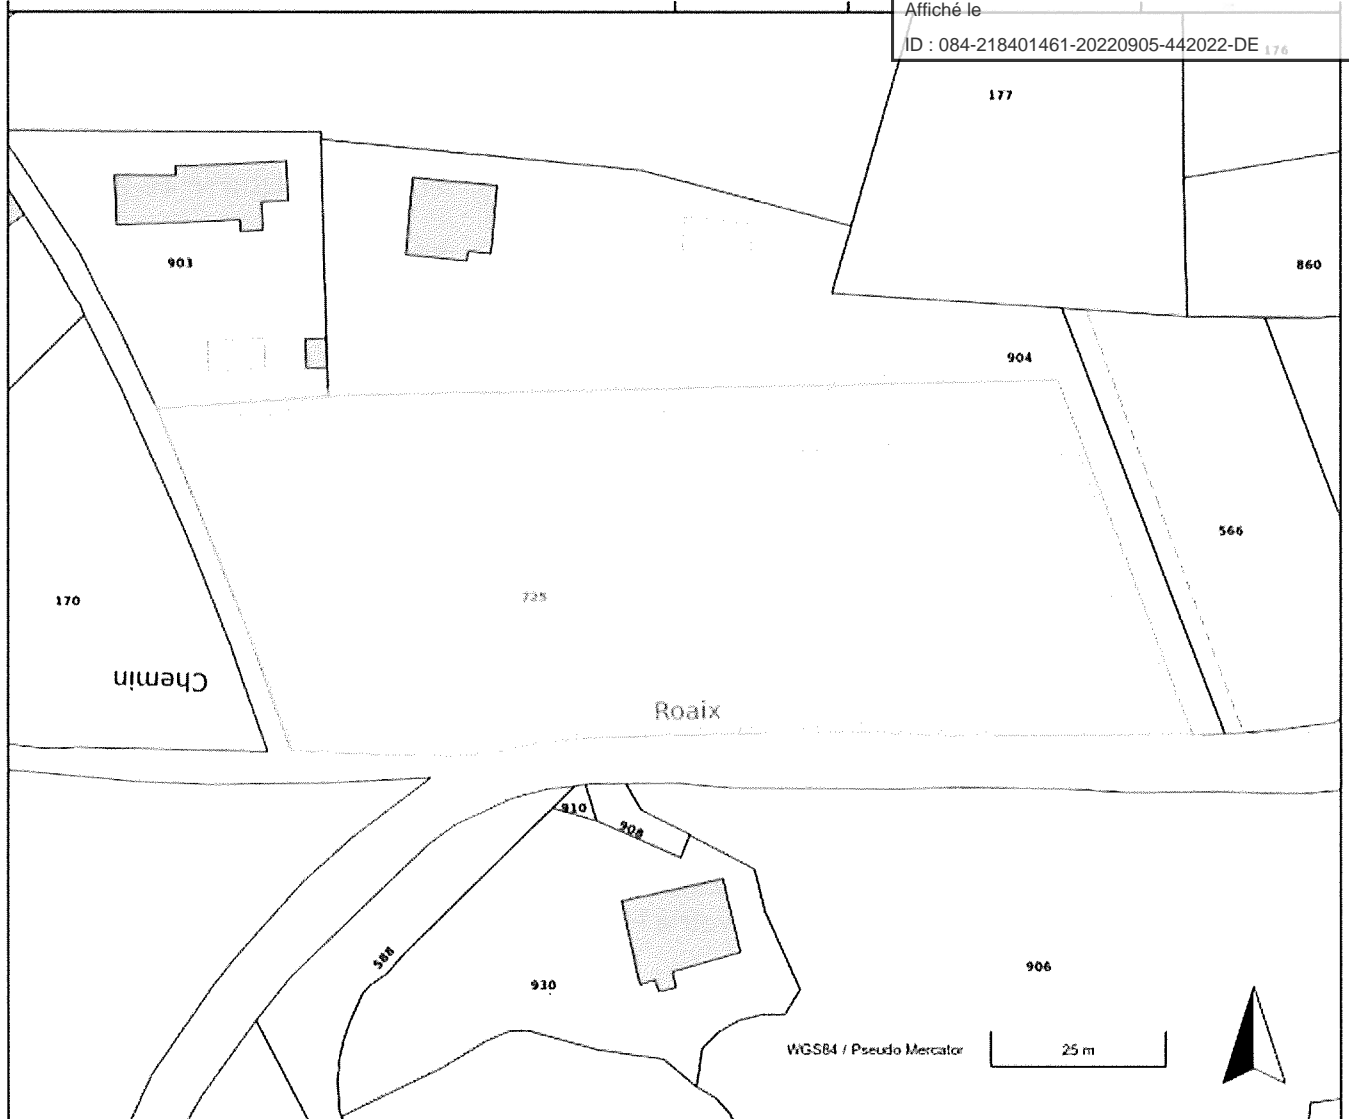 Affiché le
ID : 084-218401461-20220905-442022-DE
176
177
903
860
904
566
170
725
Chemin
Roaix
910
908
588
930
906
WGS84 / Pseudo Mercator
25 m